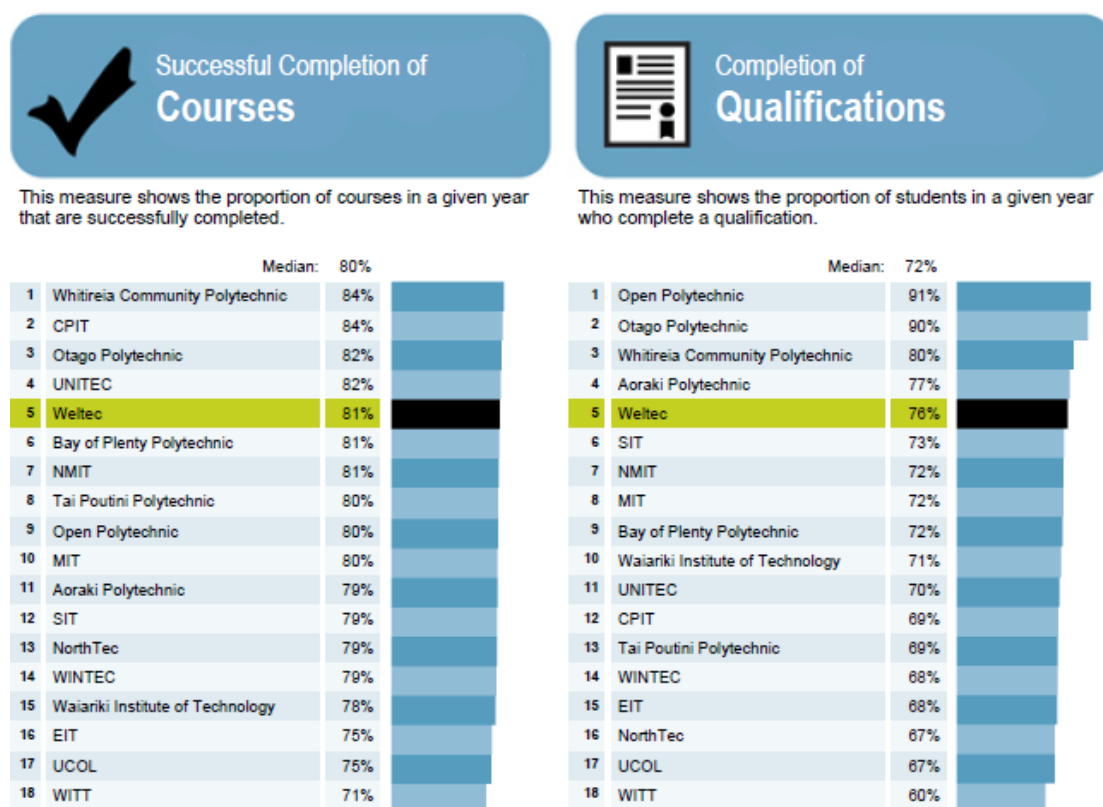 Successful Completion of
Courses
This measure shows the proportion of courses in a given year
that are successfully completed.
Median: 80%
1 Whitireia Community Polytechnic 84%
2 CPIT 84%
3 Otago Polytechnic 82%
4 UNITEC 82%
5 Weltec 81%
6 Bay of Plenty Polytechnic 81%
7 NMIT 81%
8 Tai Poutini Polytechnic 80%
9 Open Polytechnic 80%
10 MIT 80%
11 Aoraki Polytechnic 79%
12 SIT 79%
13 NorthTec 79%
14 WINTEC 79%
15 Waiariki Institute of Technology 78%
16 EIT 75%
17 UCOL 75%
18 WITT 71%
Completion of
Qualifications
This measure shows the proportion of students in a given year
who complete a qualification.
Median: 72%
1 Open Polytechnic 91%
2 Otago Polytechnic 90%
3 Whitireia Community Polytechnic 80%
4 Aoraki Polytechnic 77%
5 Weltec 76%
6 SIT 73%
7 NMIT 72%
8 MIT 72%
9 Bay of Plenty Polytechnic 72%
10 Waiariki Institute of Technology 71%
11 UNITEC 70%
12 CPIT 69%
13 Tai Poutini Polytechnic 69%
14 WINTEC 68%
15 EIT 68%
16 NorthTec 67%
17 UCOL 67%
18 WITT 60%